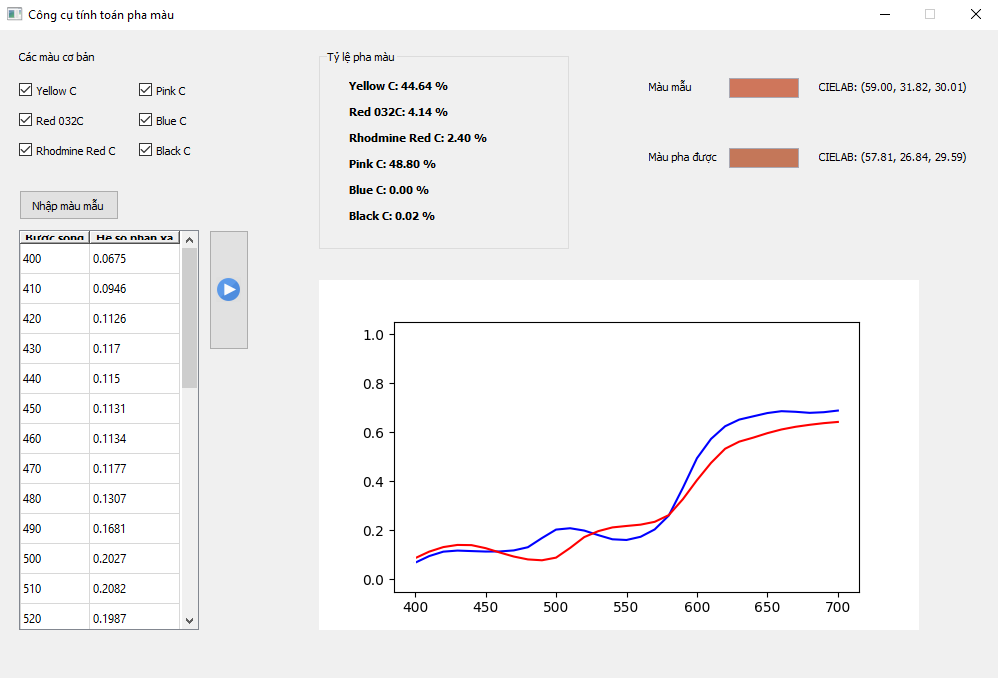 Công cụ tính toán pha màu
Các màu cơ bản
Yellow C
Pink C
Red 032C
Blue C
Rhodmine Red C
Black C
Nhập màu mẫu
Bước sóng Hệ số phản xạ
400 0.0675
410 0.0946
420 0.1126
430 0.117
440 0.115
450 0.1131
460 0.1134
470 0.1177
480 0.1307
490 0.1681
500 0.2027
510 0.2082
520 0.1987
Tỷ lệ pha màu
Yellow C: 44.64 %
Red 032C: 4.14 %
Rhodmine Red C: 2.40 %
Pink C: 48.80 %
Blue C: 0.00 %
Black C: 0.02 %
Màu mẫu
CIELAB: (59.00, 31.82, 30.01)
Màu pha được
CIELAB: (57.81, 26.84, 29.59)
1.0
0.8
0.6
0.4
0.2
0.0
400 450 500 550 600 650 700